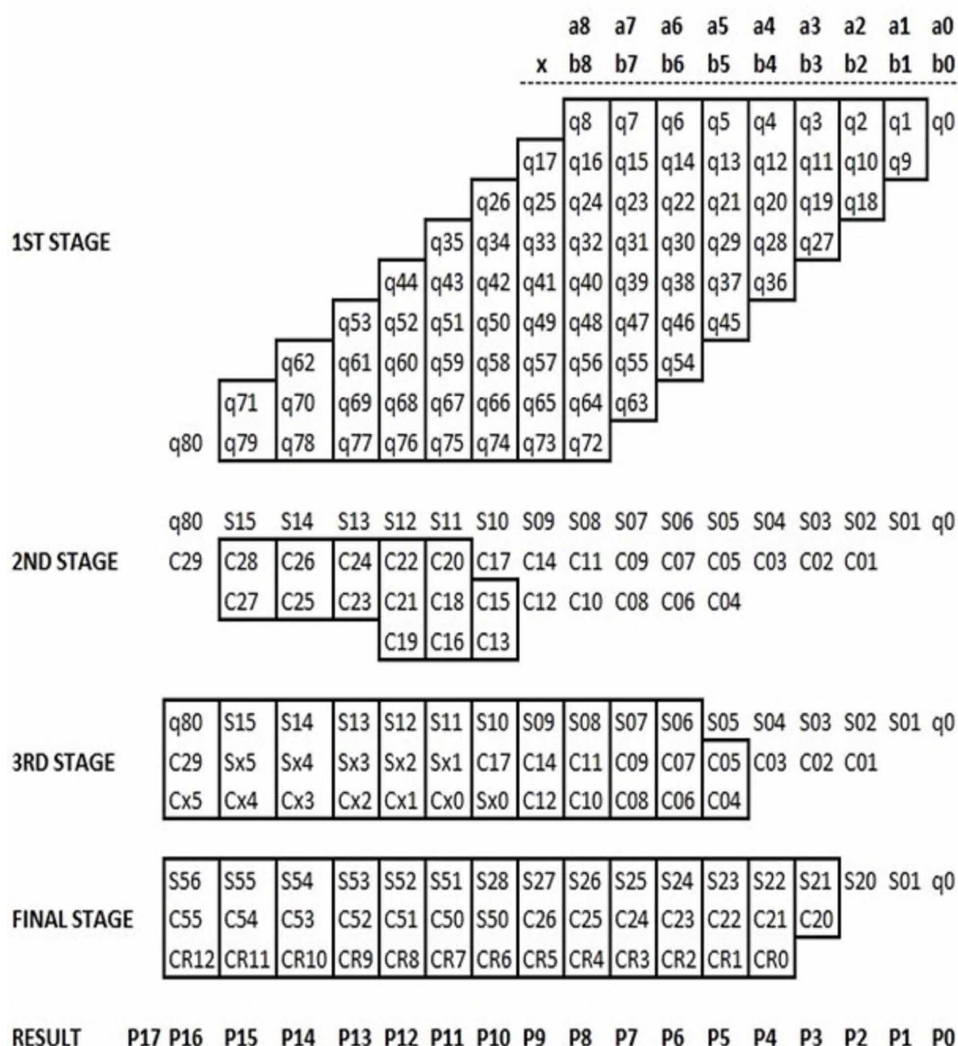 a8 a7 a6 a5 a4 a3 a2 a1 a0
x b8 b7 b6 b5 b4 b3 b2 b1 b0
q8 q7 q6 q5 q4 q3 q2 q1 q0
q17 q16 q15 q14 q13 q12 q11 q10 q9
q26 q25 q24 q23 q22 q21 q20 q19 q18
1ST STAGE q35 q34 q33 q32 q31 q30 q29 q28 q27
q44 q43 q42 q41 q40 q39 q38 q37 q36
q53 q52 q51 q50 q49 q48 q47 q46 q45
q62 q61 q60 q59 q58 q57 q56 q55 q54
q71 q70 q69 q68 q67 q66 q65 q64 q63
q80 q79 q78 q77 q76 q75 q74 q73 q72
q80 S15 S14 S13 S12 S11 S10 S09 S08 S07 S06 S05 S04 S03 S02 S01 q0
2ND STAGE C29 C28 C26 C24 C22 C20 C17 C14 C11 C09 C07 C05 C03 C02 C01
C27 C25 C23 C21 C18 C15 C12 C10 C08 C06 C04
C19 C16 C13
q80 S15 S14 S13 S12 S11 S10 S09 S08 S07 S06 S05 S04 S03 S02 S01 q0
3RD STAGE C29 Sx5 Sx4 Sx3 Sx2 Sx1 C17 C14 C11 C09 C07 C05 C03 C02 C01
Cx5 Cx4 Cx3 Cx2 Cx1 Cx0 Sx0 C12 C10 C08 C06 C04
S56 S55 S54 S53 S52 S51 S28 S27 S26 S25 S24 S23 S22 S21 S20 S01 q0
FINAL STAGE C55 C54 C53 C52 C51 C50 S50 C26 C25 C24 C23 C22 C21 C20
CR12 CR11 CR10 CR9 CR8 CR7 CR6 CR5 CR4 CR3 CR2 CR1 CR0
RESULT P17 P16 P15 P14 P13 P12 P11 P10 P9 P8 P7 P6 P5 P4 P3 P2 P1 P0